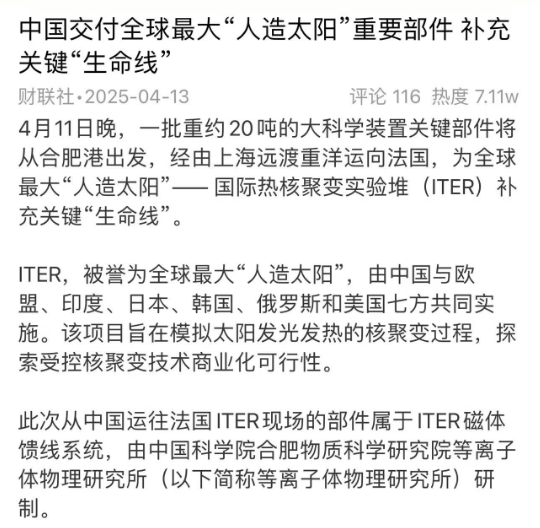 中国交付全球最大“人造太阳”重要部件 补充
关键“生命线”
财联社•2025-04-13 评论 116 热度 7.11w
4月11日晚，一批重约20吨的大科学装置关键部件将
从合肥港出发，经由上海远渡重洋运向法国，为全球
最大“人造太阳”—— 国际热核聚变实验堆（ITER）补
充关键“生命线”。
ITER，被誉为全球最大“人造太阳”，由中国与欧
盟、印度、日本、韩国、俄罗斯和美国七方共同实
施。该项目旨在模拟太阳发光发热的核聚变过程，探
索受控核聚变技术商业化可行性。
此次从中国运往法国ITER现场的部件属于ITER磁体
馈线系统，由中国科学院合肥物质科学研究院等离子
体物理研究所（以下简称等离子体物理研究所）研
制。